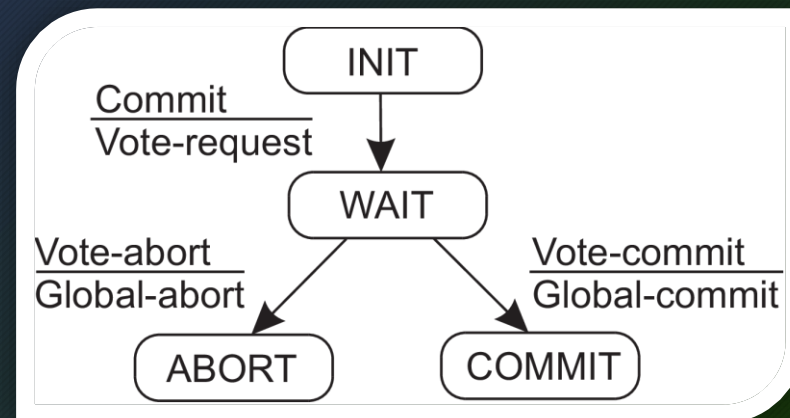 INIT
Commit
Vote-request
WAIT
Vote-abort
Global-abort
Vote-commit
Global-commit
ABORT
COMMIT